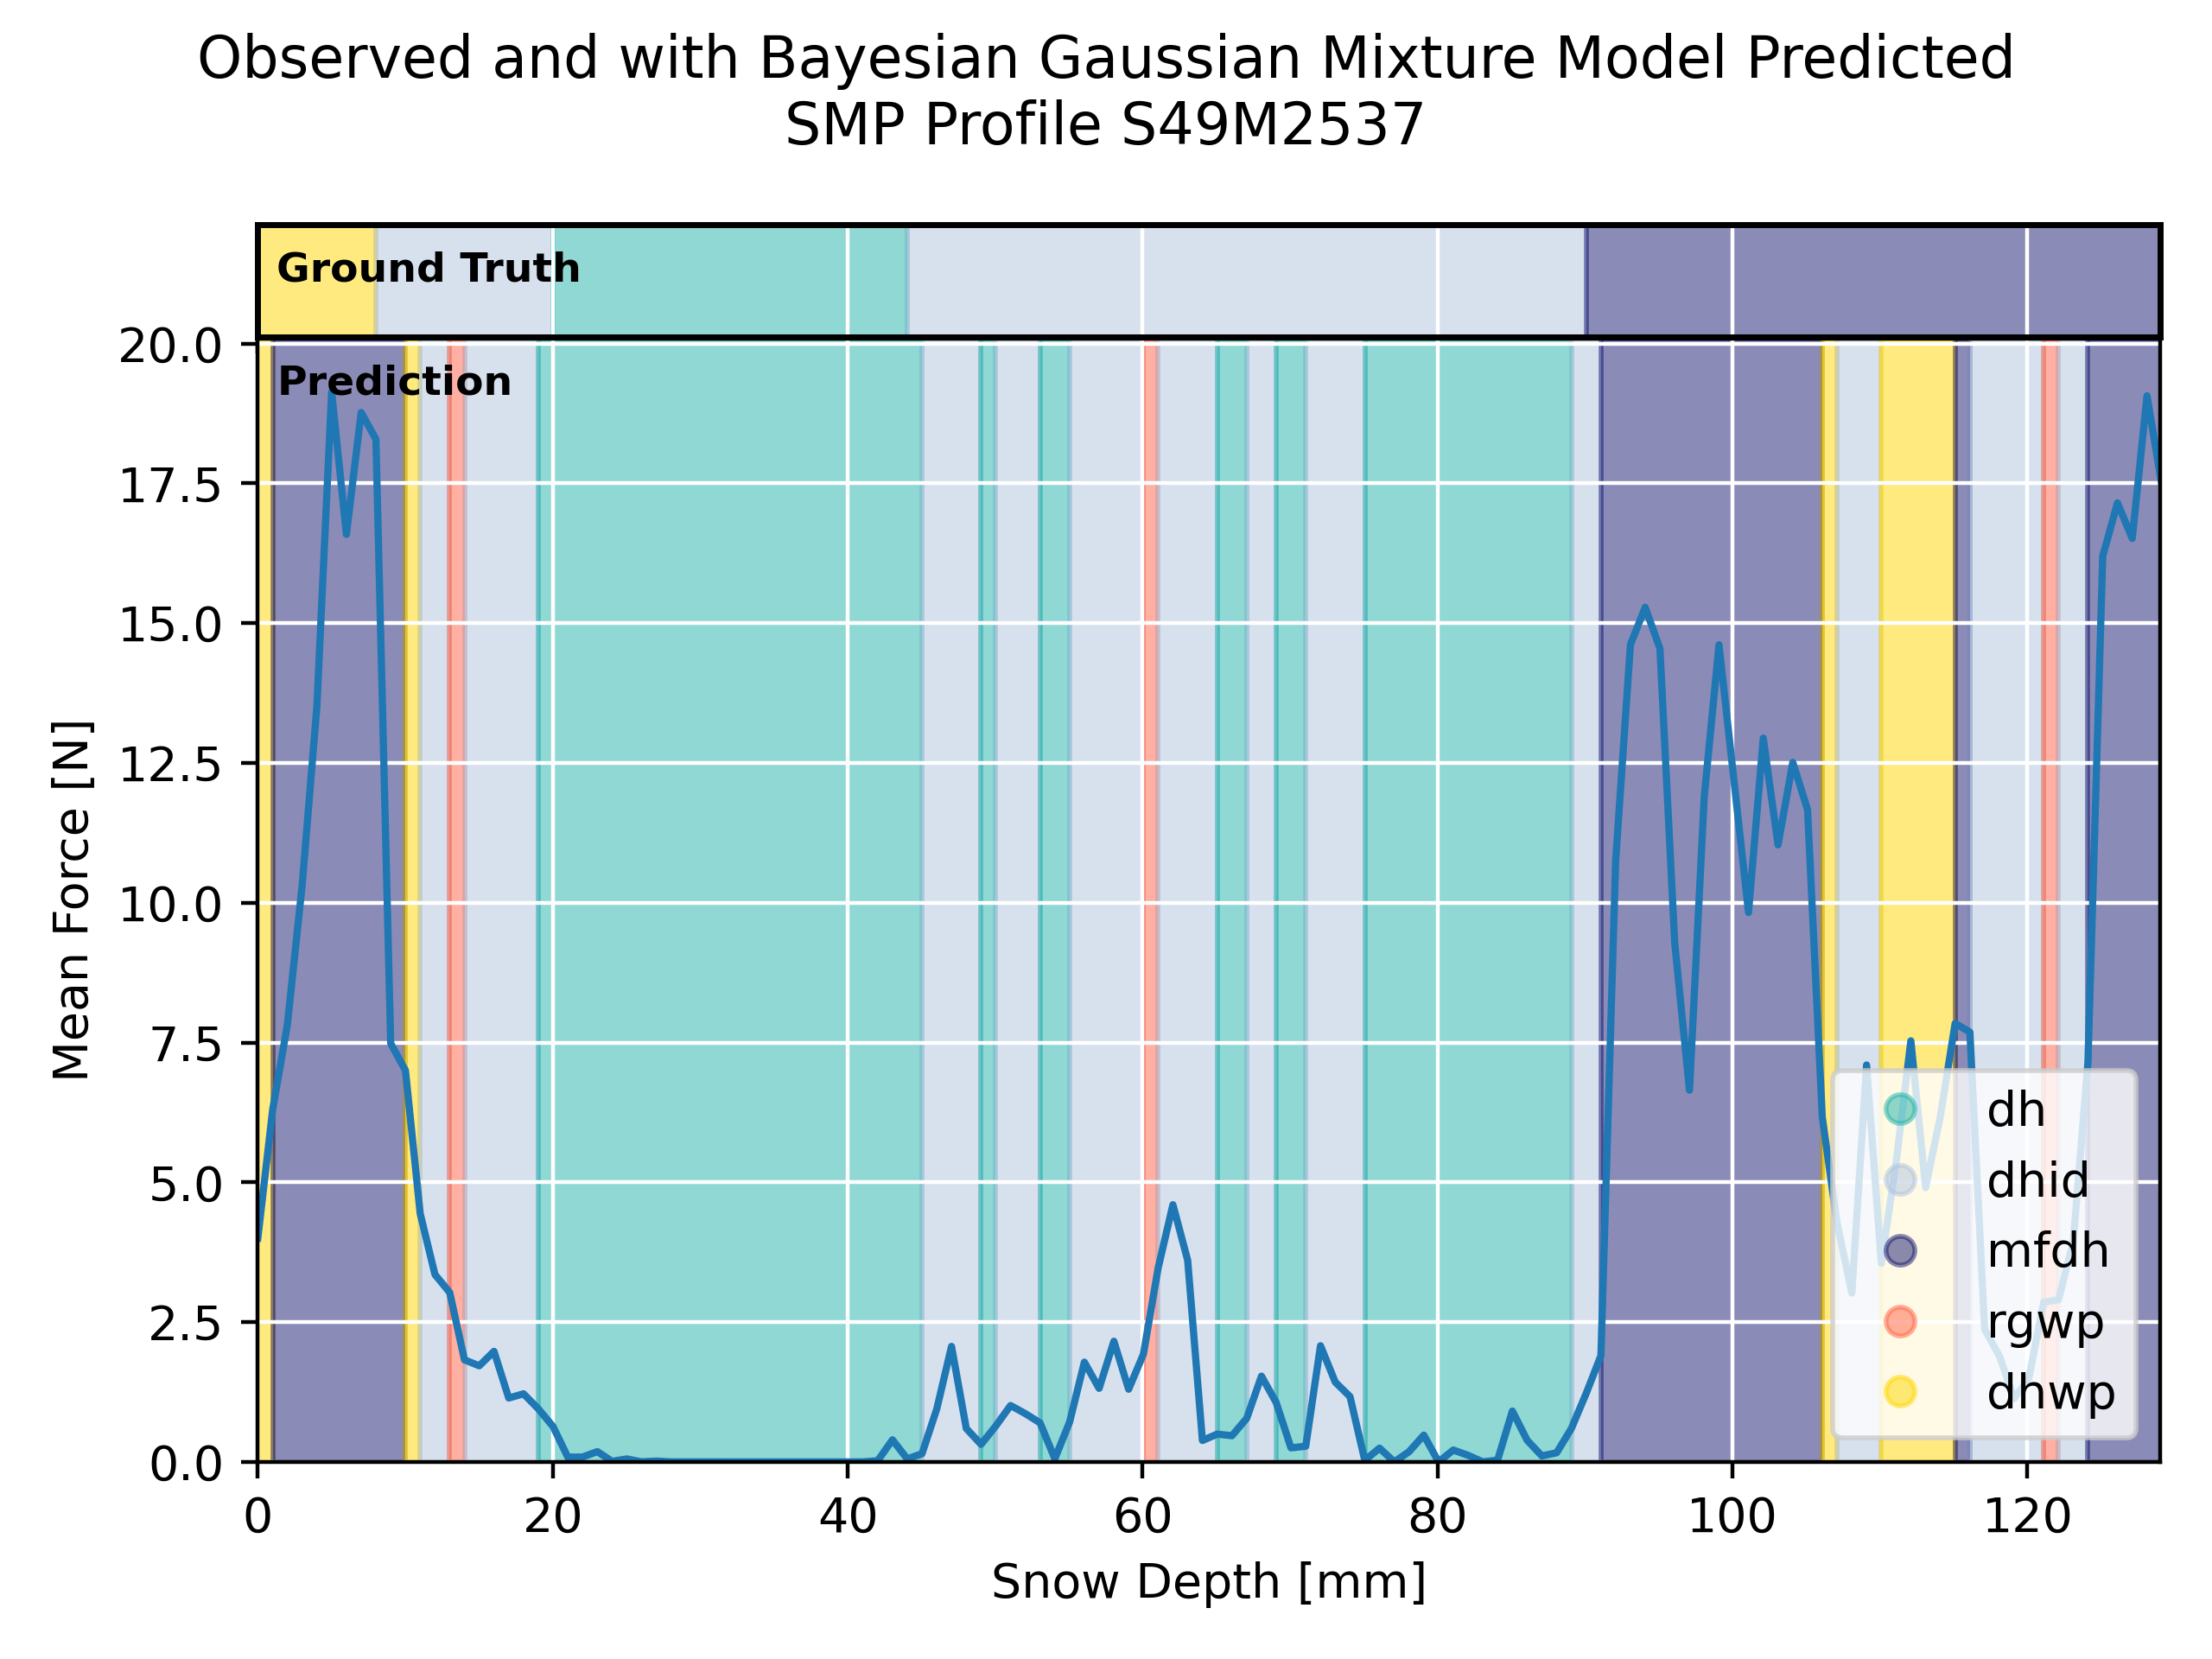 Observed and with Bayesian Gaussian Mixture Model Predicted
SMP Profile S49M2537
Ground Truth
Prediction
20.0
17.5
15.0
12.5
10.0
7.5
5.0
2.5
0.0
Mean Force [N]
dh
dhid
mfdh
rgwp
dhwp
0 20 40 60 80 100 120
Snow Depth [mm]